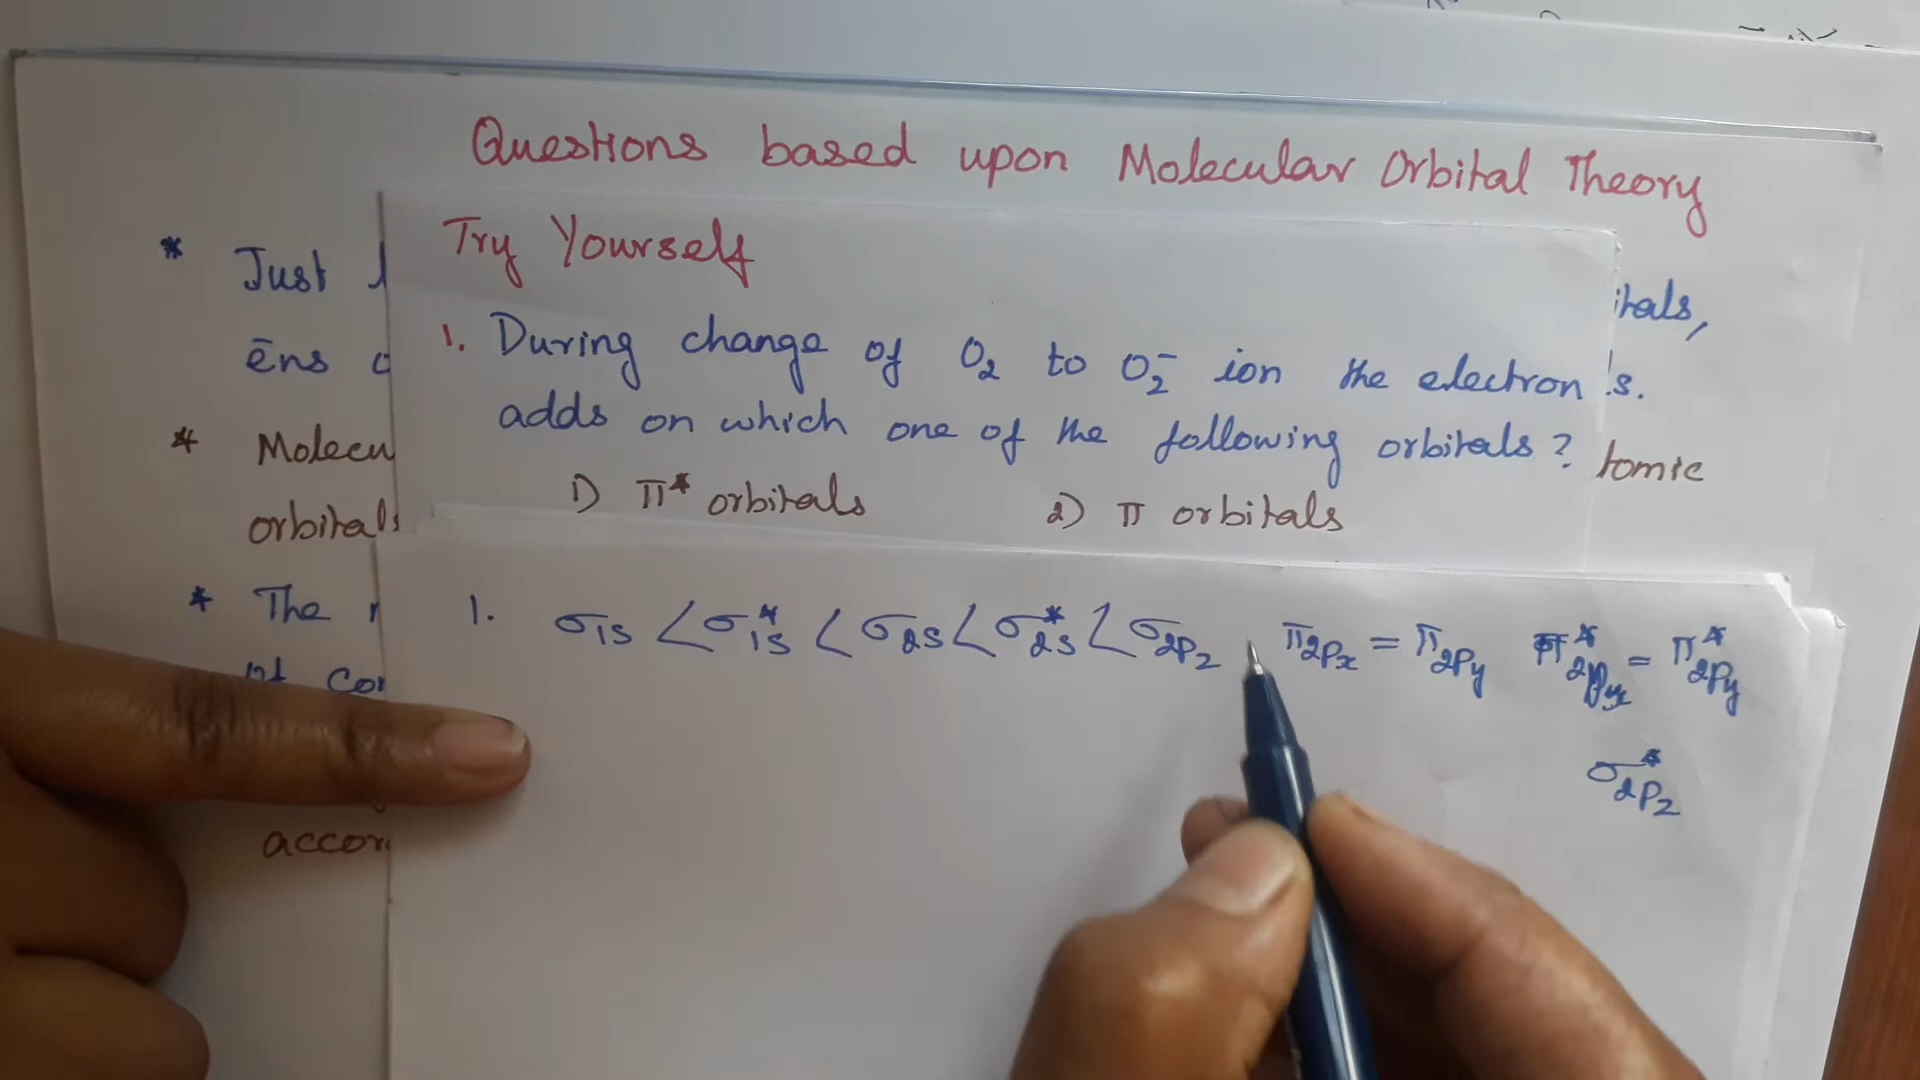 Questions based upon Molecular Orbital Theory
Try Yourself
* Just
itals,
1. During change of O₂ to O₂⁻ ion the electron
ēns
s.
adds on which one of the following orbitals?
* Molecu
tomic
1) π* orbitals 2) π orbitals
orbitals
* The
1. σ1s < σ*1s < σ2s < σ*2s < σ2pz π2px = π2py π*2px = π*2py
of con
σ*2pz
accor